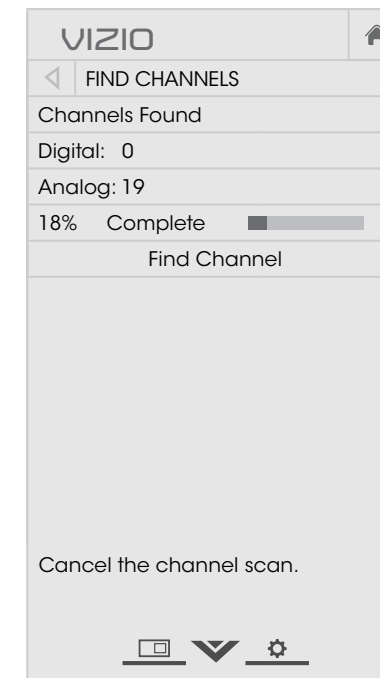 VIZIO
FIND CHANNELS
Channels Found
Digital: 0
Analog: 19
18% Complete
Find Channel
Cancel the channel scan.